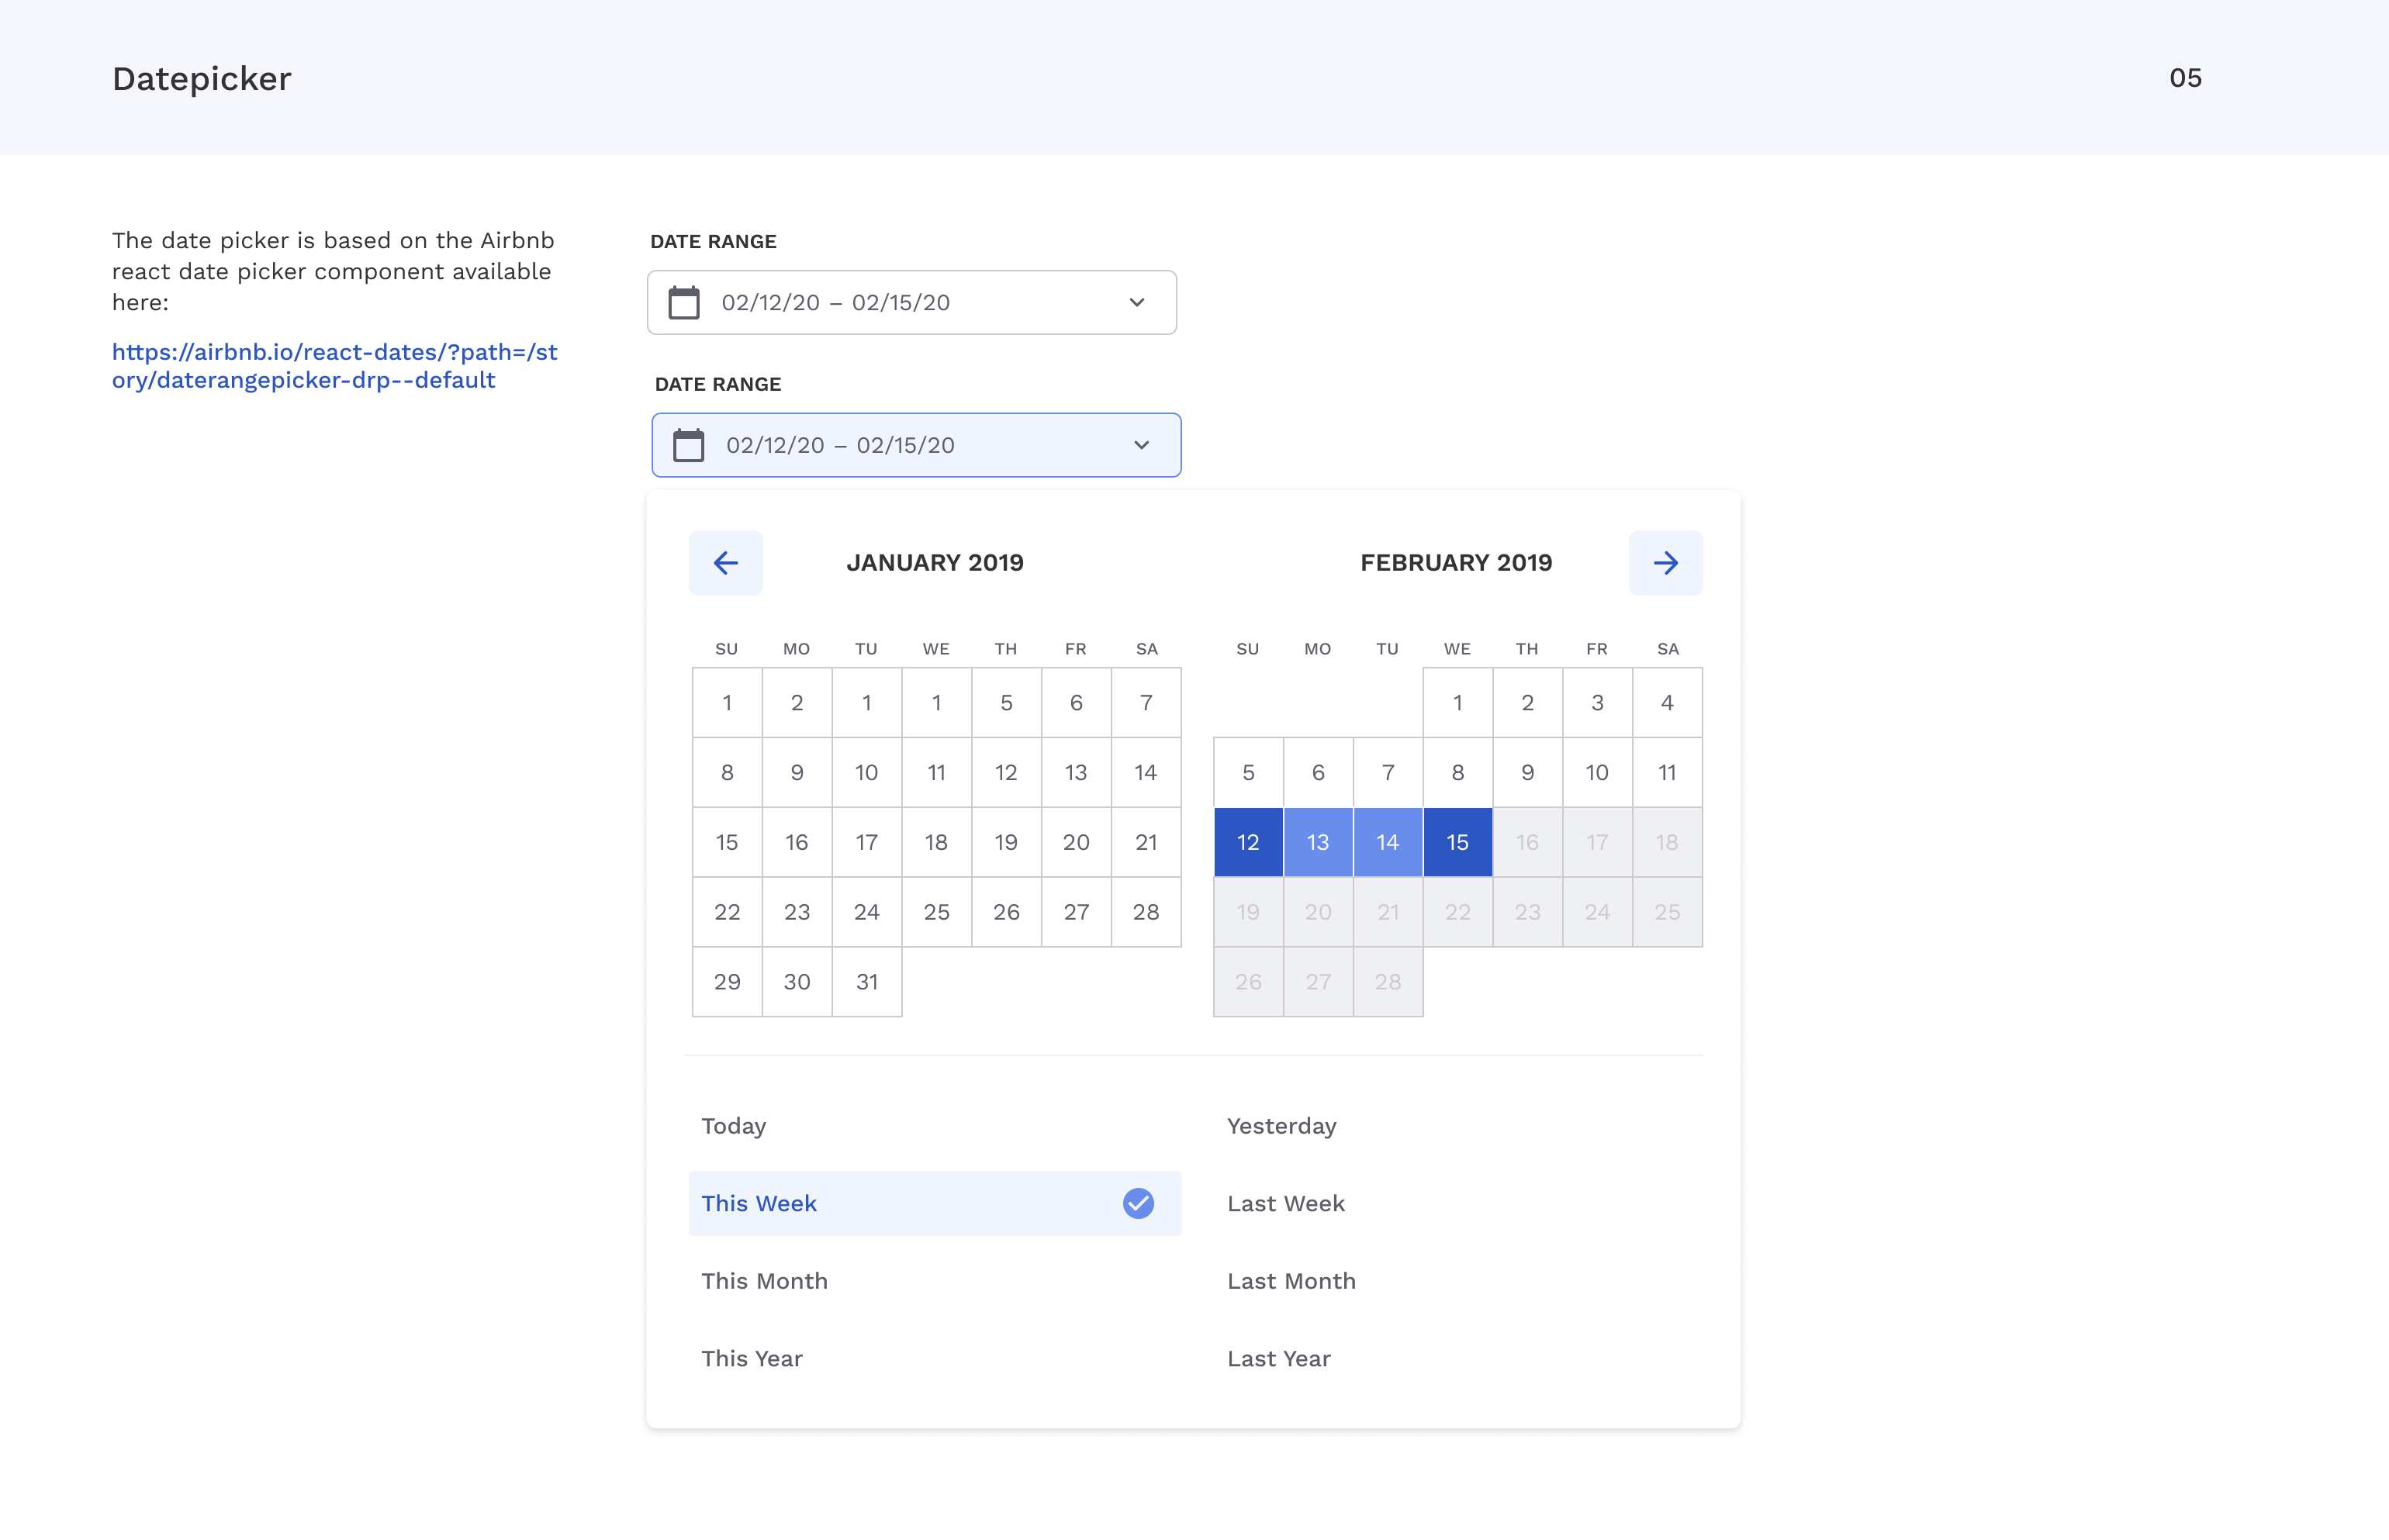 Datepicker
05
The date picker is based on the Airbnb
react date picker component available
here:
https://airbnb.io/react-dates/?path=/st
ory/daterangepicker-drp--default
DATE RANGE
02/12/20 – 02/15/20
DATE RANGE
02/12/20 – 02/15/20
JANUARY 2019
SU MO TU WE TH FR SA
1 2 1 1 5 6 7
8 9 10 11 12 13 14
15 16 17 18 19 20 21
22 23 24 25 26 27 28
29 30 31
FEBRUARY 2019
SU MO TU WE TH FR SA
1 2 3 4
5 6 7 8 9 10 11
12 13 14 15 16 17 18
19 20 21 22 23 24 25
26 27 28
Today
Yesterday
This Week
Last Week
This Month
Last Month
This Year
Last Year